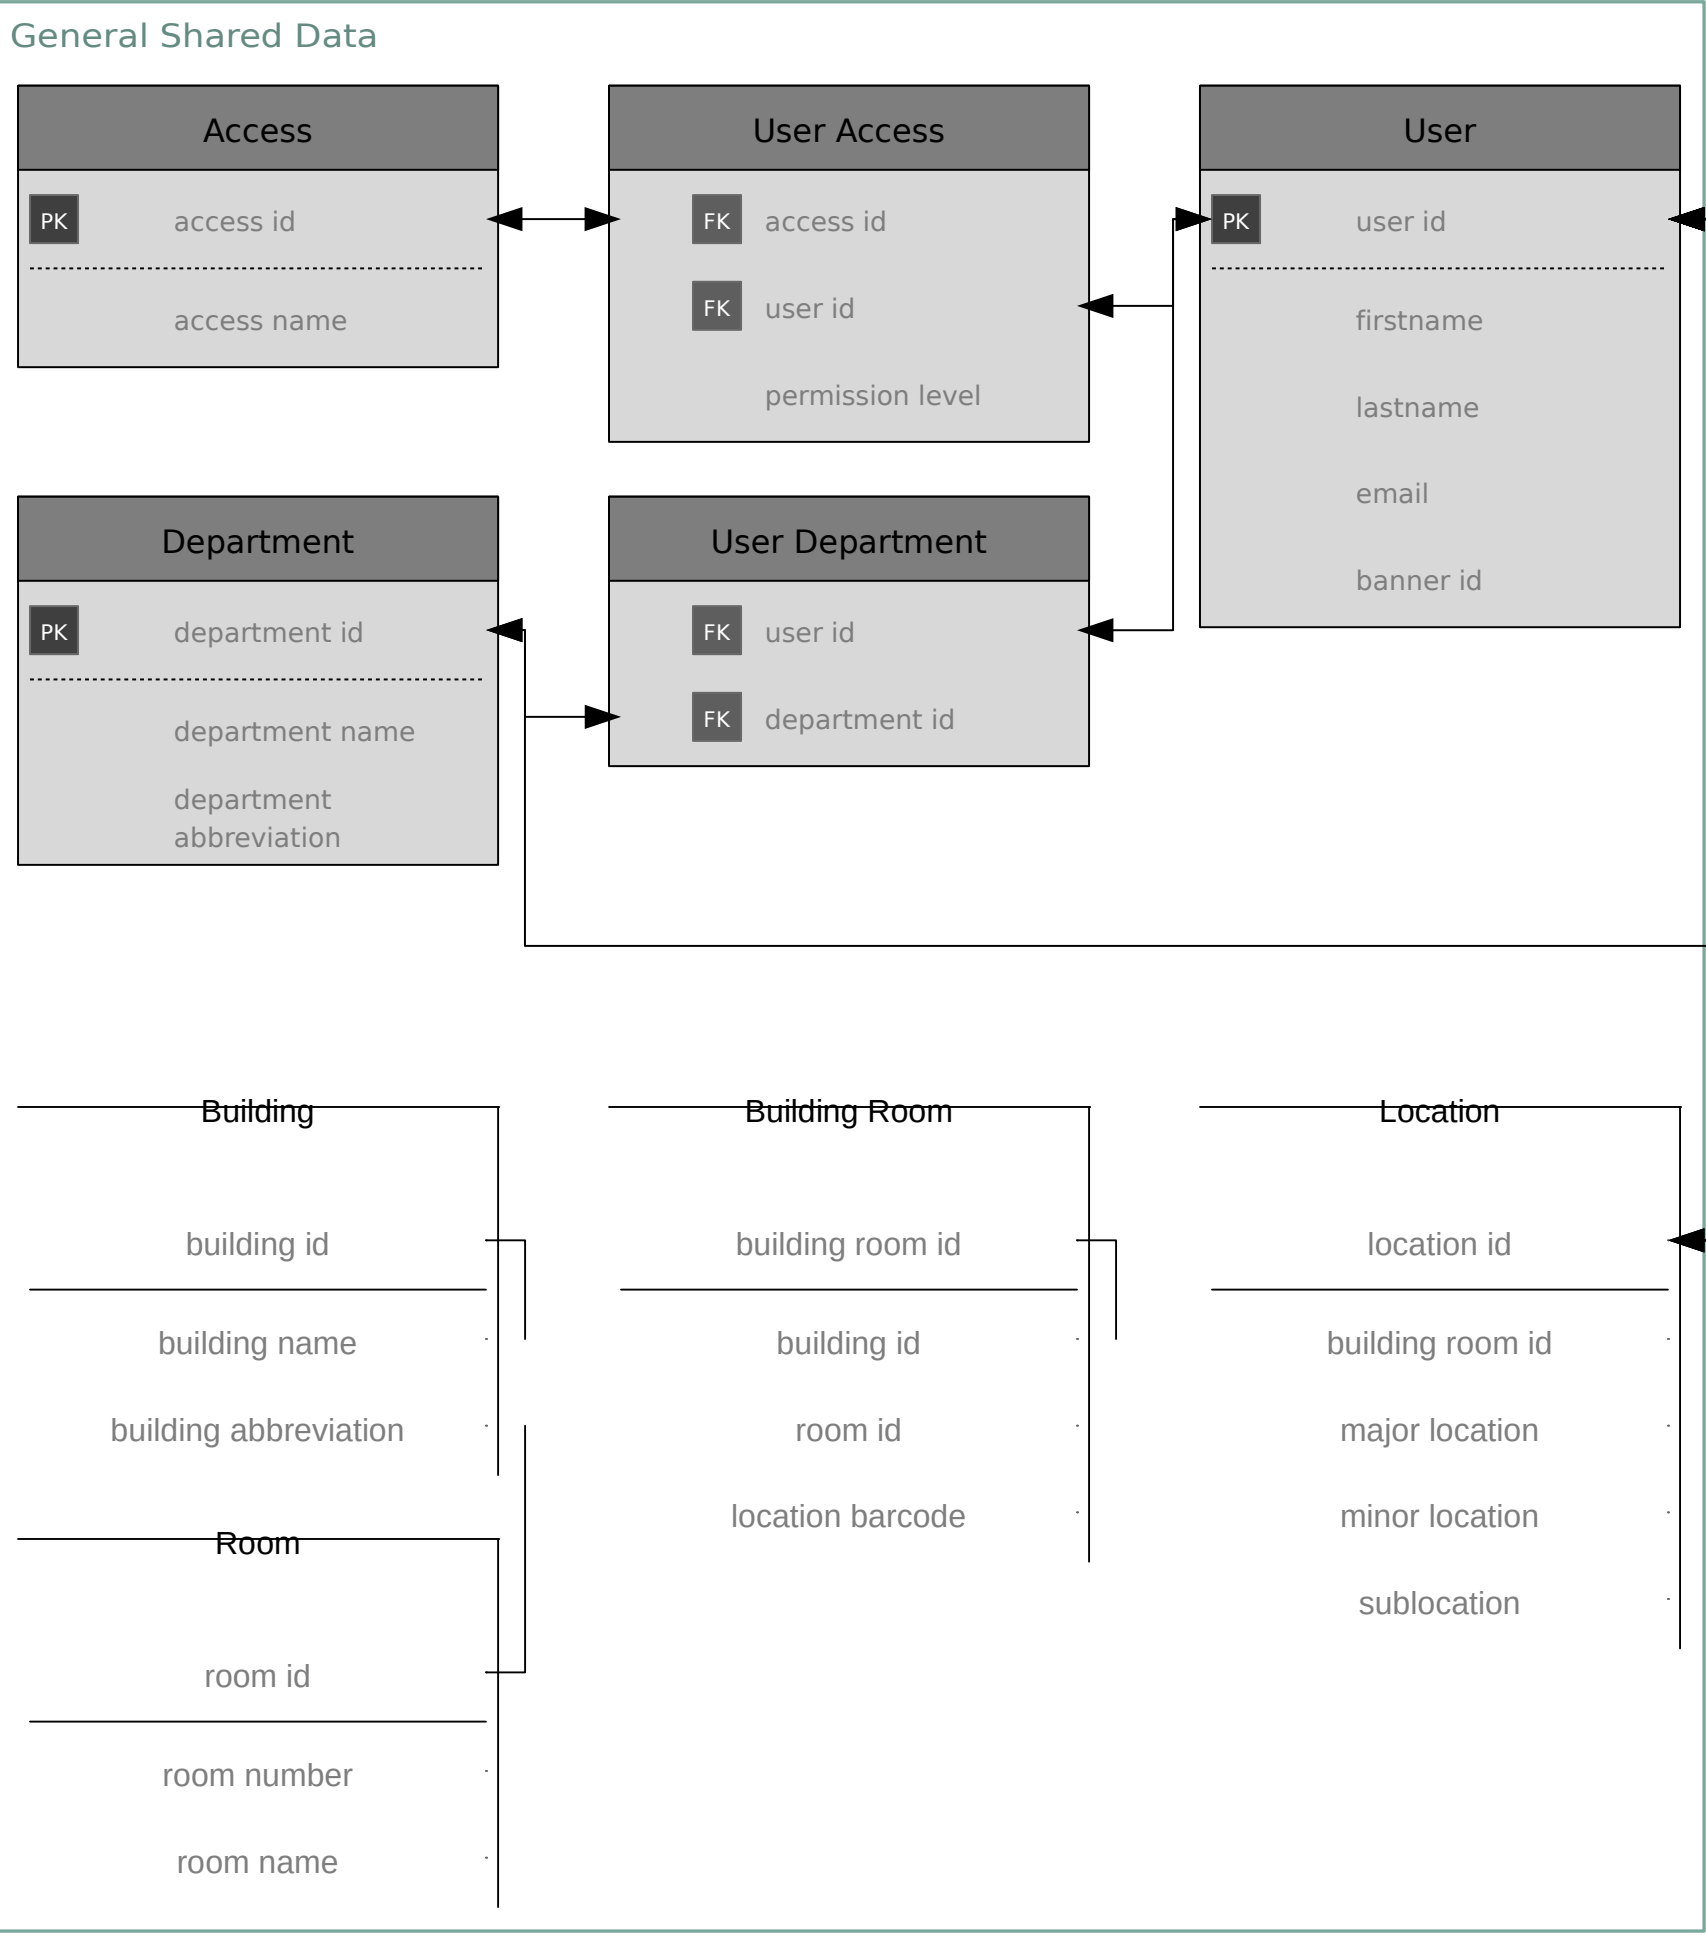 General Shared Data
Access
PK access id
access name
User Access
FK access id
FK user id
permission level
User
PK user id
firstname
lastname
email
banner id
Department
PK department id
department name
department
abbreviation
User Department
FK user id
FK department id
Building
building id
building name
building abbreviation
Building Room
building room id
building id
room id
location barcode
Location
location id
building room id
major location
minor location
sublocation
Room
room id
room number
room name